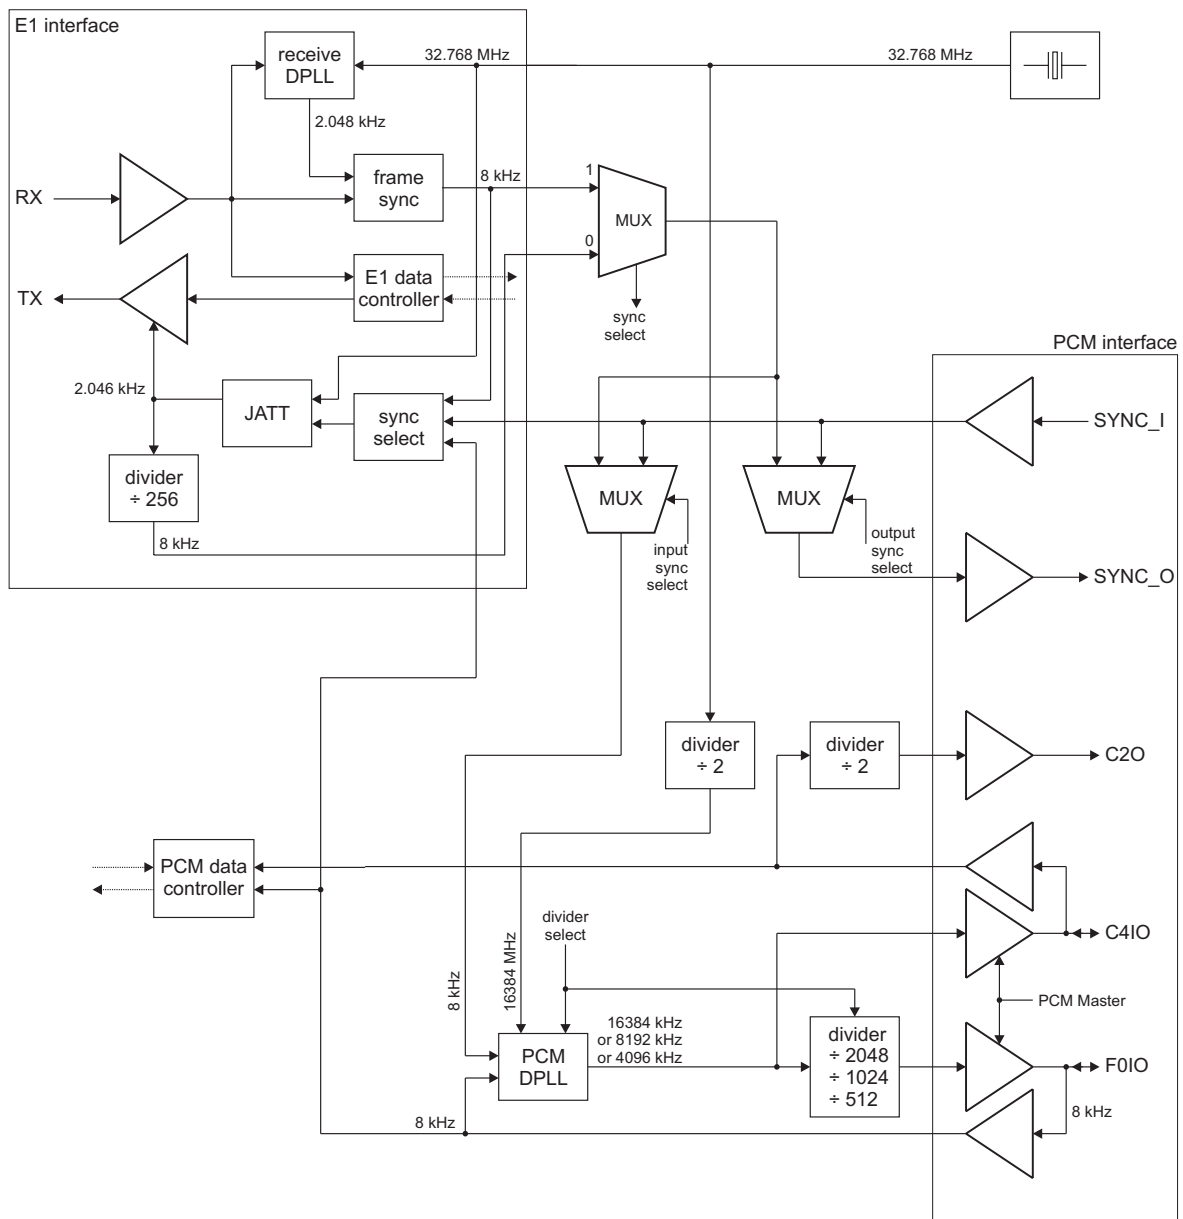 E1 interface
receive
DPLL
32.768 MHz
32.768 MHz
2.048 kHz
frame
sync
8 kHz
1
MUX
0
RX
E1 data
controller
TX
sync
select
PCM interface
2.046 kHz
JATT
sync
select
SYNC_I
divider
÷ 256
8 kHz
MUX
MUX
input
sync
select
output
sync
select
SYNC_O
divider
÷ 2
divider
÷ 2
C2O
PCM data
controller
divider
select
C4IO
8 kHz
16384 MHz
PCM Master
16384 kHz
or 8192 kHz
or 4096 kHz
PCM
DPLL
divider
÷ 2048
÷ 1024
÷ 512
F0IO
8 kHz
8 kHz